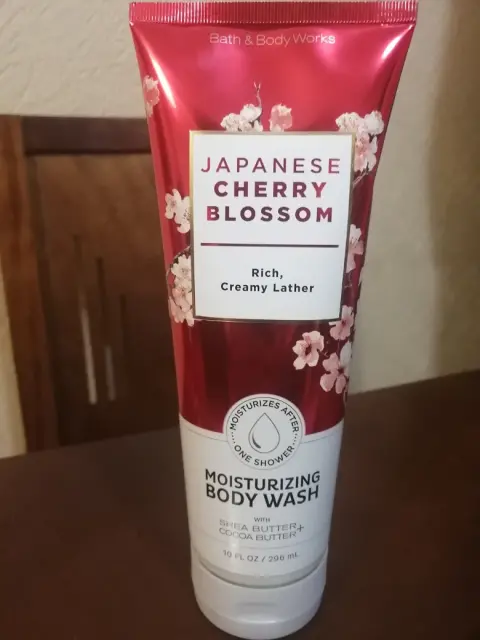 Bath & Body Works
JAPANESE
CHERRY
BLOSSOM
Rich,
Creamy Lather
MOISTURIZES AFTER
ONE SHOWER
MOISTURIZING
BODY WASH
WITH
SHEA BUTTER+
COCOA BUTTER
10 FL OZ / 296 mL